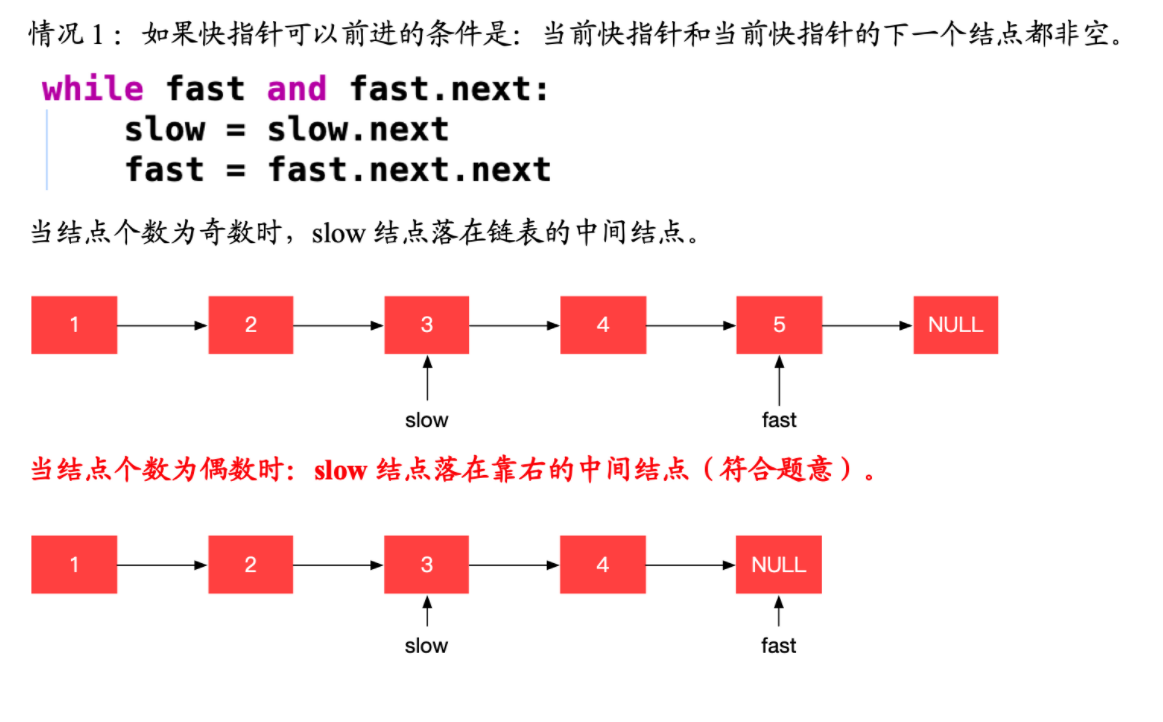 情况 1：如果快指针可以前进的条件是：当前快指针和当前快指针的下一个结点都非空。
while fast and fast.next:
    slow = slow.next
    fast = fast.next.next
当结点个数为奇数时，slow 结点落在链表的中间结点。
1 2 3 4 5 NULL
slow fast
当结点个数为偶数时：slow 结点落在靠右的中间结点（符合题意）。
1 2 3 4 NULL
slow fast